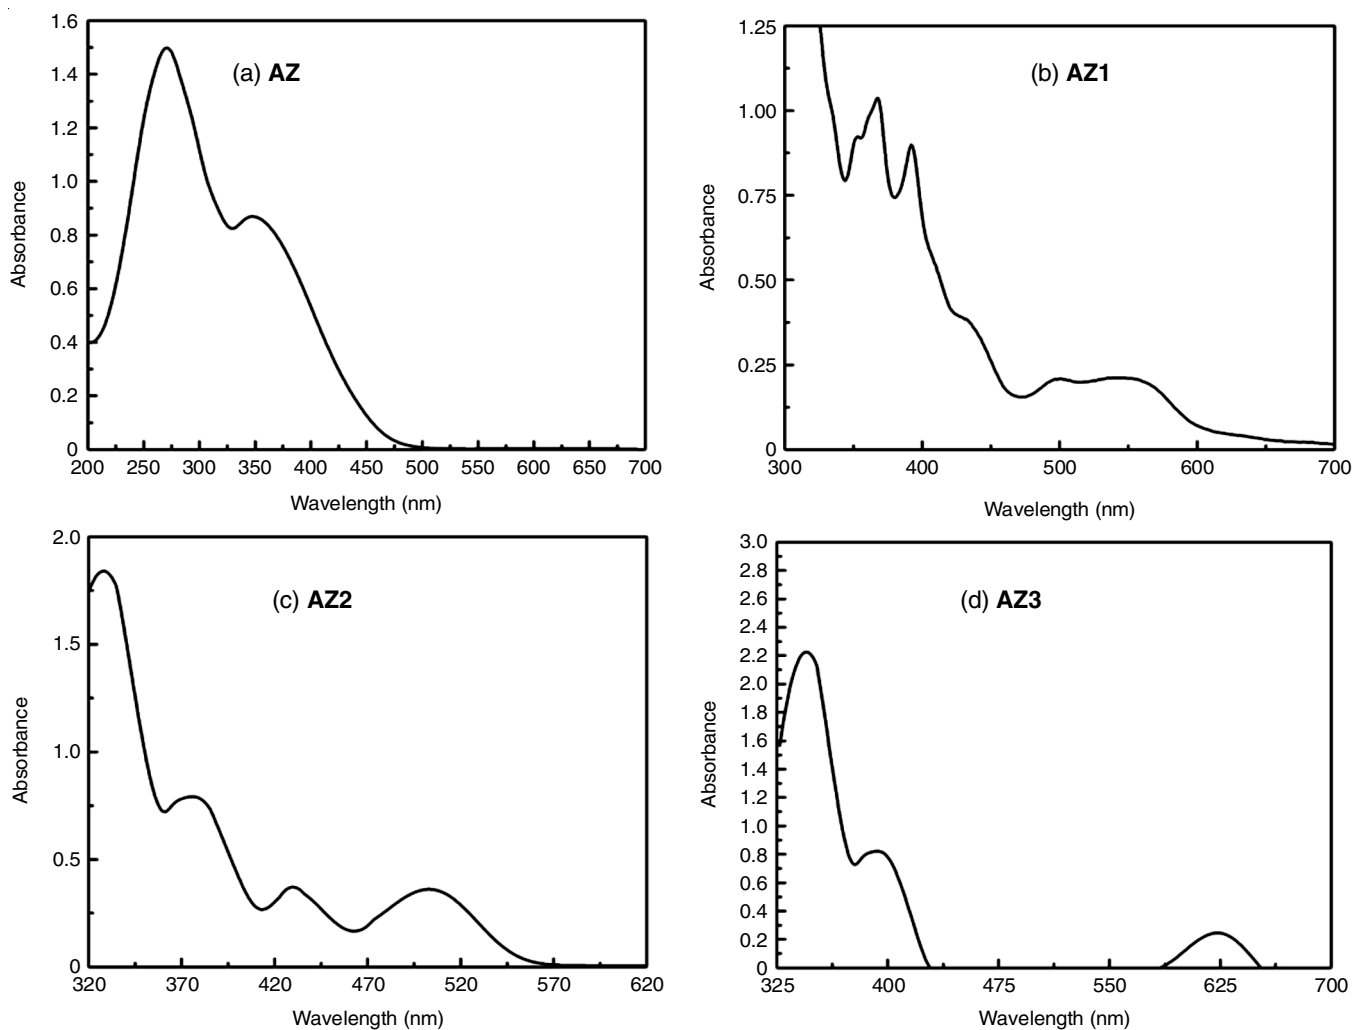 (a) AZ
1.6
1.4
1.2
1.0
0.8
0.6
0.4
0.2
0
Absorbance
200 250 300 350 400 450 500 550 600 650 700
Wavelength (nm)
(b) AZ1
1.25
1.00
0.75
0.50
0.25
0
Absorbance
300 400 500 600 700
Wavelength (nm)
(c) AZ2
2.0
1.5
1.0
0.5
0
Absorbance
320 370 420 470 520 570 620
Wavelength (nm)
(d) AZ3
3.0
2.8
2.6
2.4
2.2
2.0
1.8
1.6
1.4
1.2
1.0
0.8
0.6
0.4
0.2
0
Absorbance
325 400 475 550 625 700
Wavelength (nm)